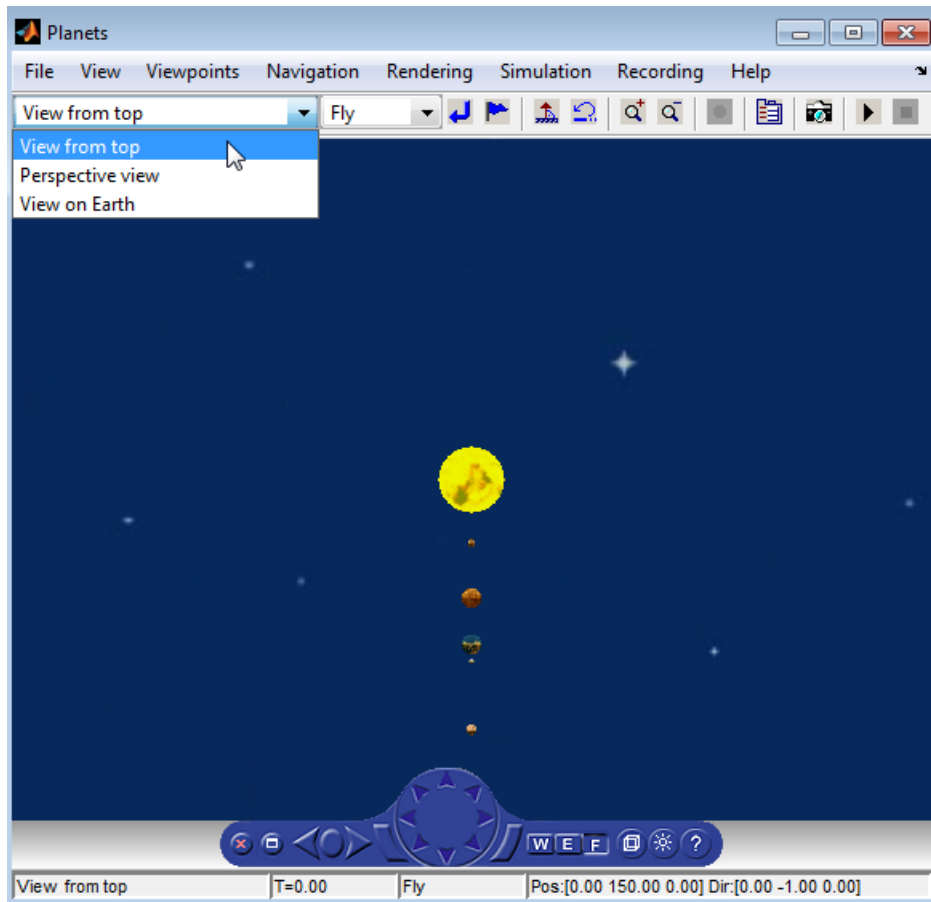 Planets
File View Viewpoints Navigation Rendering Simulation Recording Help
View from top Fly
View from top
Perspective view
View on Earth
W E F ?
View from top T=0.00 Fly Pos:[0.00 150.00 0.00] Dir:[0.00 -1.00 0.00]